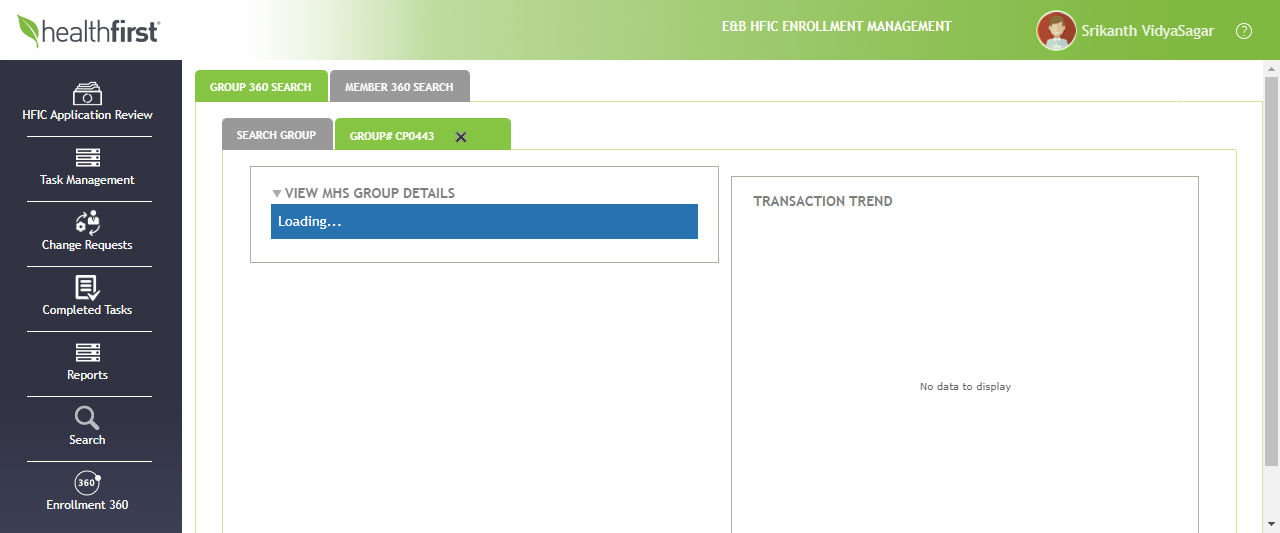 healthfirst
E&B HFIC ENROLLMENT MANAGEMENT
Srikanth VidyaSagar
?
HFIC Application Review
Task Management
Change Requests
Completed Tasks
Reports
Search
360
Enrollment 360
GROUP 360 SEARCH
MEMBER 360 SEARCH
SEARCH GROUP
GROUP# CP0443
VIEW MHS GROUP DETAILS
Loading...
TRANSACTION TREND
No data to display